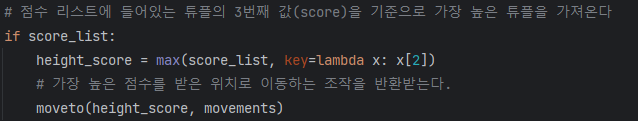 # 점수 리스트에 들어있는 튜플의 3번째 값(score)을 기준으로 가장 높은 튜플을 가져온다
if score_list:
    height_score = max(score_list, key=lambda x: x[2])
    # 가장 높은 점수를 받은 위치로 이동하는 조작을 반환받는다.
    moveto(height_score, movements)